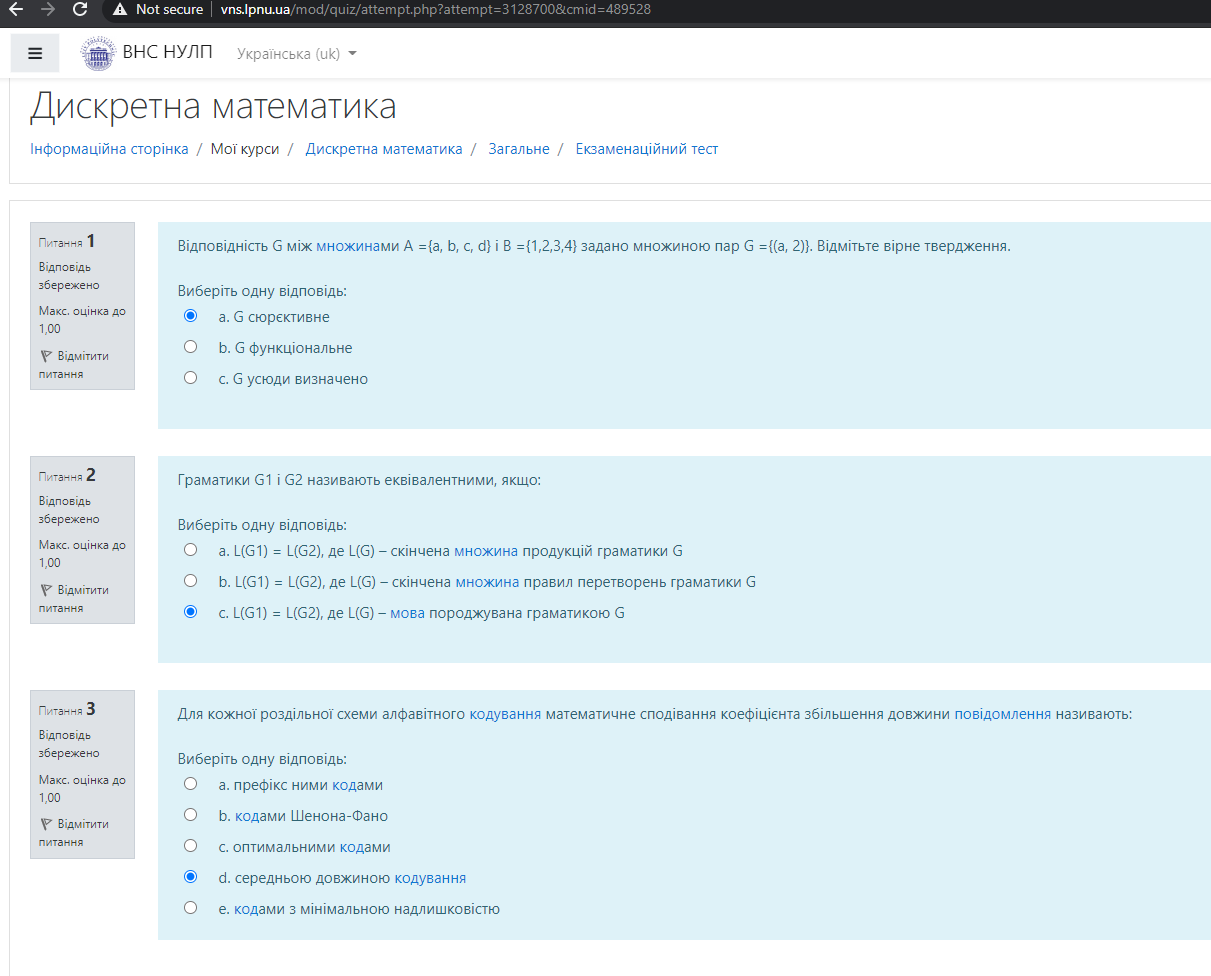 Not secure | vns.lpnu.ua/mod/quiz/attempt.php?attempt=3128700&cmid=489528
ВНС НУЛП Українська (uk)
Дискретна математика
Інформаційна сторінка / Мої курси / Дискретна математика / Загальне / Екзаменаційний тест
Питання 1
Відповідь
збережено
Макс. оцінка до
1,00
Відмітити
питання
Відповідність G між множинами A ={a, b, c, d} і B ={1,2,3,4} задано множиною пар G ={(a, 2)}. Відмітьте вірне твердження.
Виберіть одну відповідь:
a. G сюрєктивне
b. G функціональне
c. G усюди визначено
Питання 2
Відповідь
збережено
Макс. оцінка до
1,00
Відмітити
питання
Граматики G1 і G2 називають еквівалентними, якщо:
Виберіть одну відповідь:
a. L(G1) = L(G2), де L(G) – скінчена множина продукцій граматики G
b. L(G1) = L(G2), де L(G) – скінчена множина правил перетворень граматики G
c. L(G1) = L(G2), де L(G) – мова породжувана граматикою G
Питання 3
Відповідь
збережено
Макс. оцінка до
1,00
Відмітити
питання
Для кожної роздільної схеми алфавітного кодування математичне сподівання коефіцієнта збільшення довжини повідомлення називають:
Виберіть одну відповідь:
a. префікс ними кодами
b. кодами Шенона-Фано
c. оптимальними кодами
d. середньою довжиною кодування
e. кодами з мінімальною надлишковістю